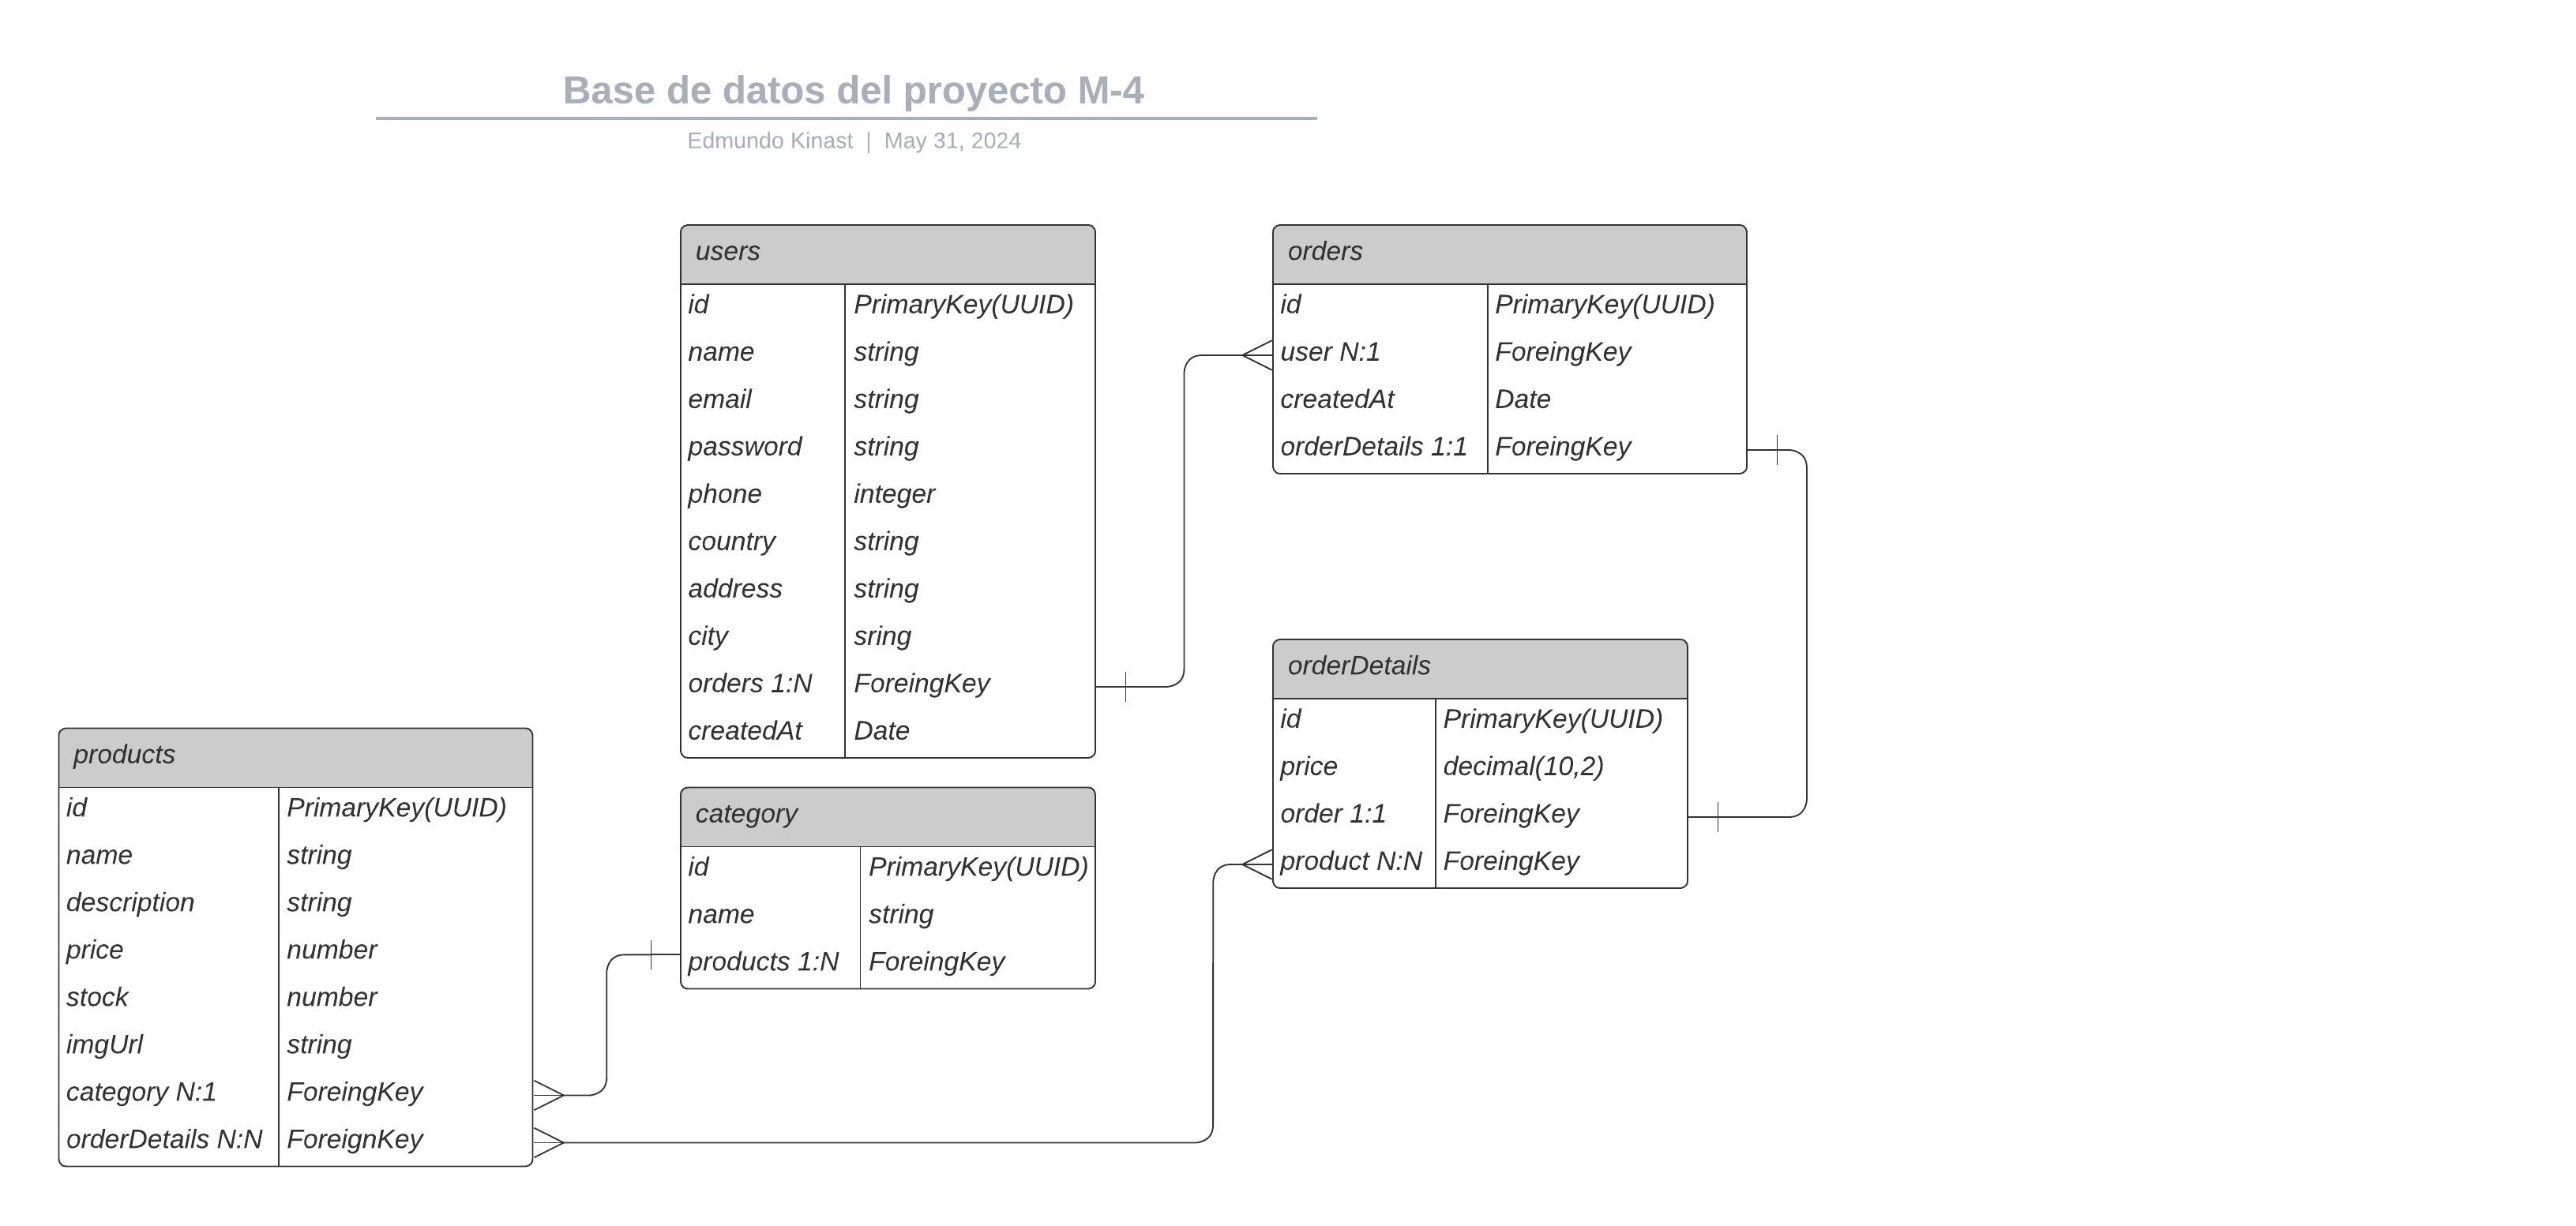 Base de datos del proyecto M-4
Edmundo Kinast | May 31, 2024
users
id PrimaryKey(UUID)
name string
email string
password string
phone integer
country string
address string
city sring
orders 1:N ForeingKey
createdAt Date
orders
id PrimaryKey(UUID)
user N:1 ForeingKey
createdAt Date
orderDetails 1:1 ForeingKey
orderDetails
id PrimaryKey(UUID)
price decimal(10,2)
order 1:1 ForeingKey
product N:N ForeingKey
products
id PrimaryKey(UUID)
name string
description string
price number
stock number
imgUrl string
category N:1 ForeingKey
orderDetails N:N ForeignKey
category
id PrimaryKey(UUID)
name string
products 1:N ForeingKey